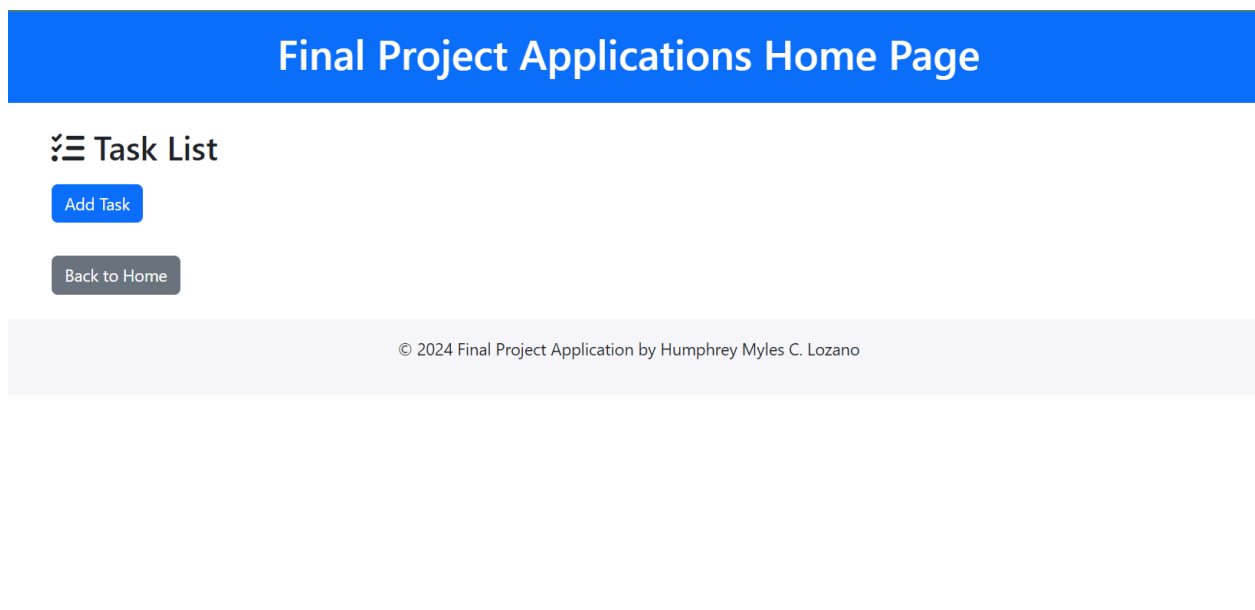 Final Project Applications Home Page
Task List
Add Task
Back to Home
© 2024 Final Project Application by Humphrey Myles C. Lozano